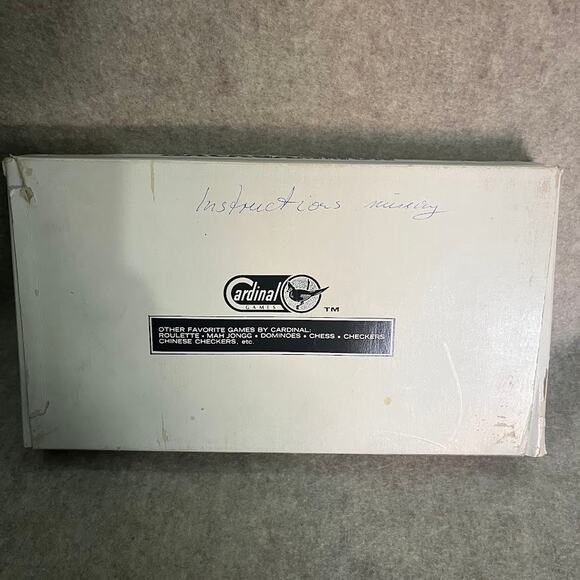 Instructions missing
Cardinal
GAMES
TM
OTHER FAVORITE GAMES BY CARDINAL:
ROULETTE • MAH JONGG • DOMINOES • CHESS • CHECKERS
CHINESE CHECKERS, etc.